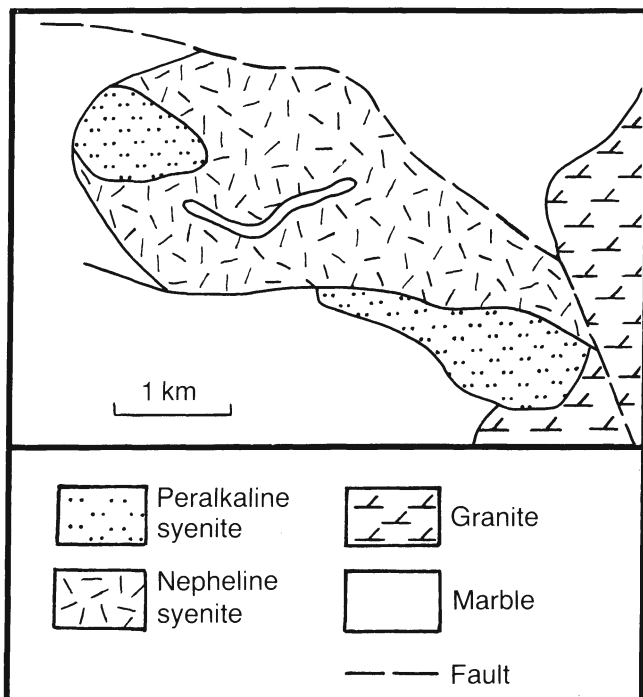 1 km
Peralkaline
syenite
Granite
Nepheline
syenite
Marble
Fault